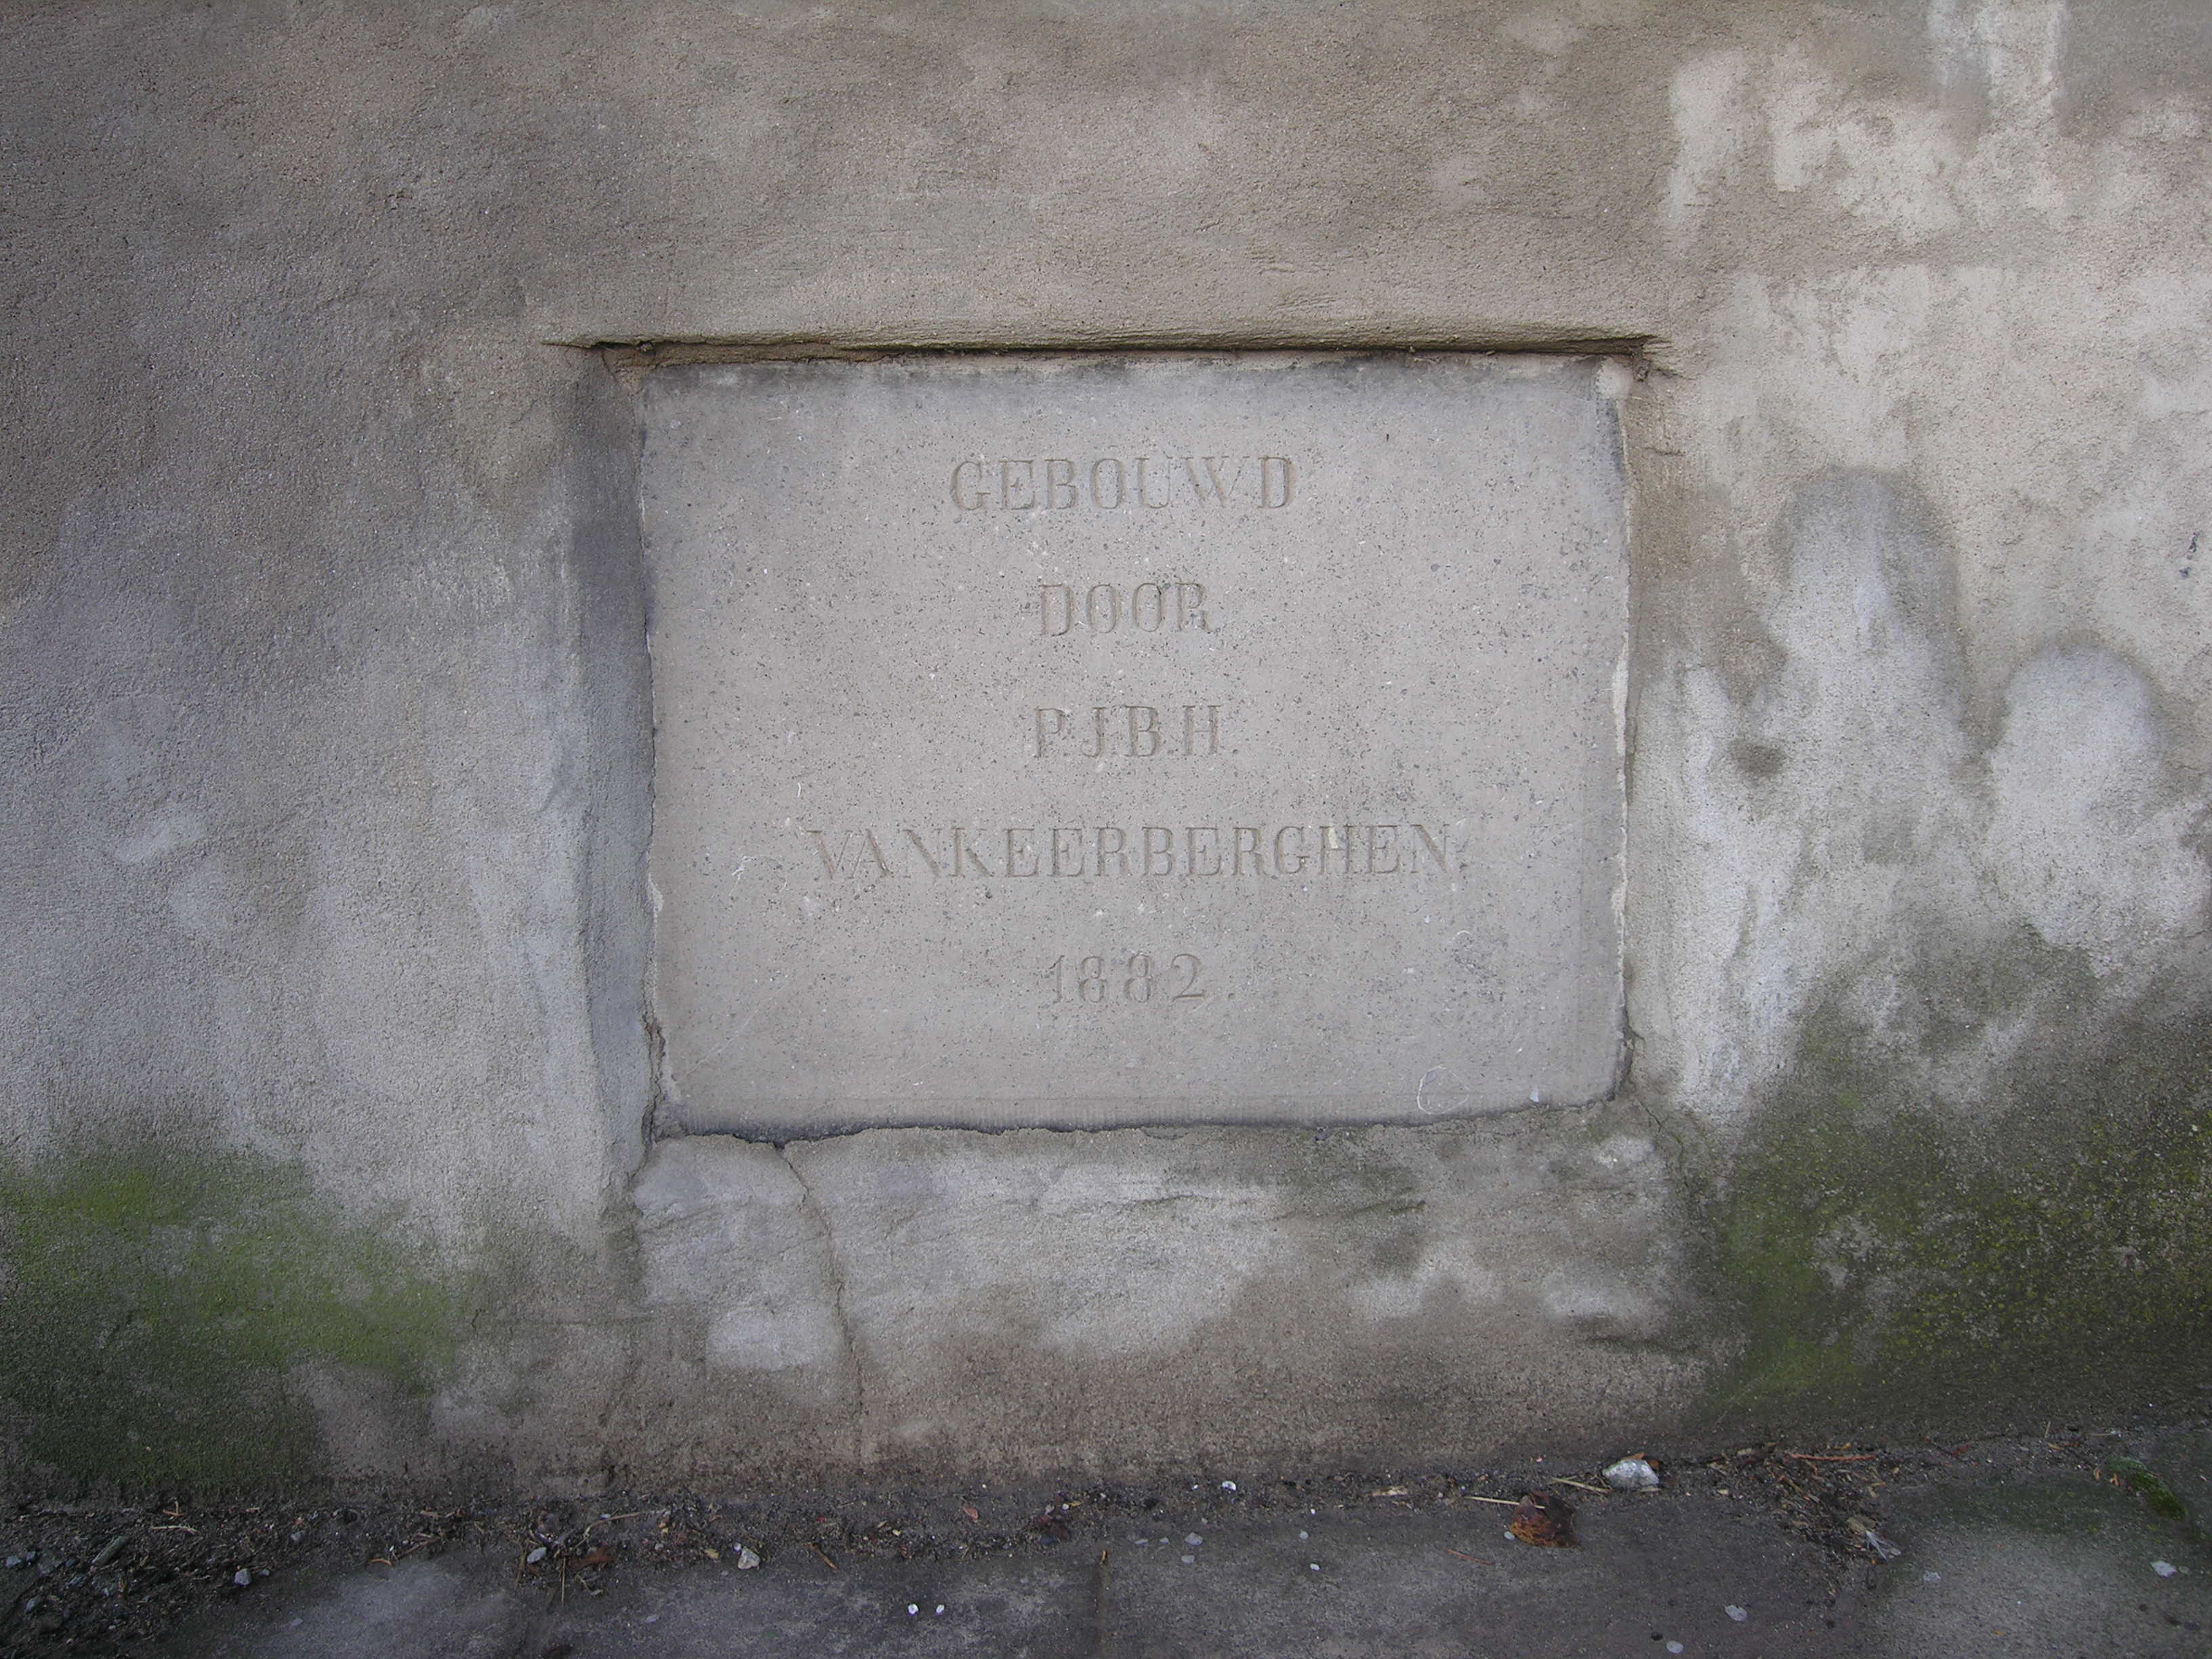 GEBOUWD
DOOR
P.J.B.H.
VANKEERBERGHEN.
1882.